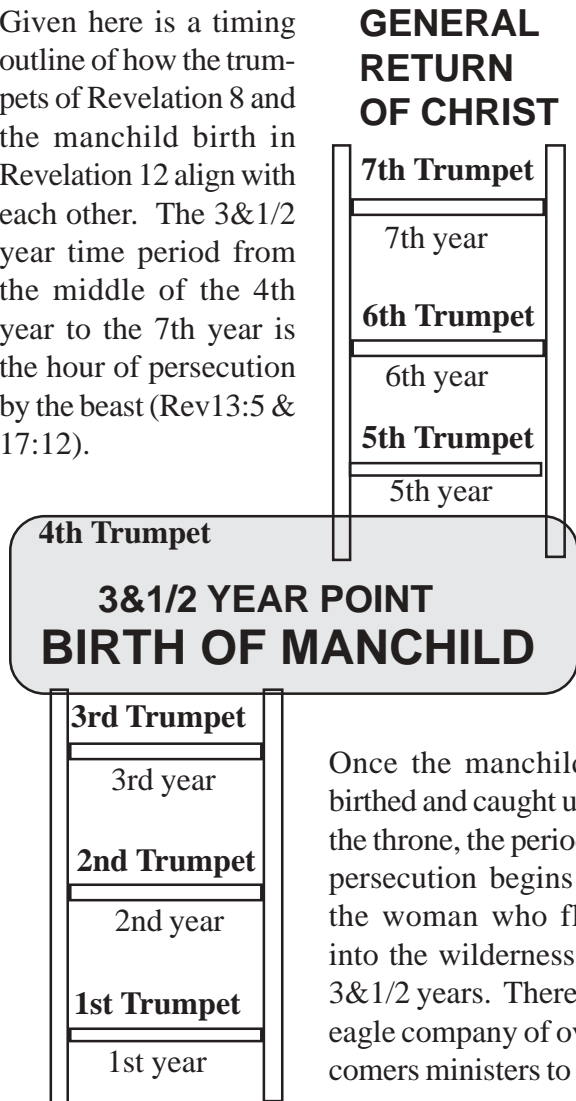 Given here is a timing
outline of how the trum-
pets of Revelation 8 and
the manchild birth in
Revelation 12 align with
each other. The 3&1/2
year time period from
the middle of the 4th
year to the 7th year is
the hour of persecution
by the beast (Rev13:5 &
17:12).
GENERAL
RETURN
OF CHRIST
7th Trumpet
7th year
6th Trumpet
6th year
5th Trumpet
5th year
4th Trumpet
3&1/2 YEAR POINT
BIRTH OF MANCHILD
3rd Trumpet
3rd year
2nd Trumpet
2nd year
1st Trumpet
1st year
Once the manchild
birthed and caught u
the throne, the perio
persecution begins
the woman who fl
into the wilderness
3&1/2 years. There
eagle company of ov
comers ministers to